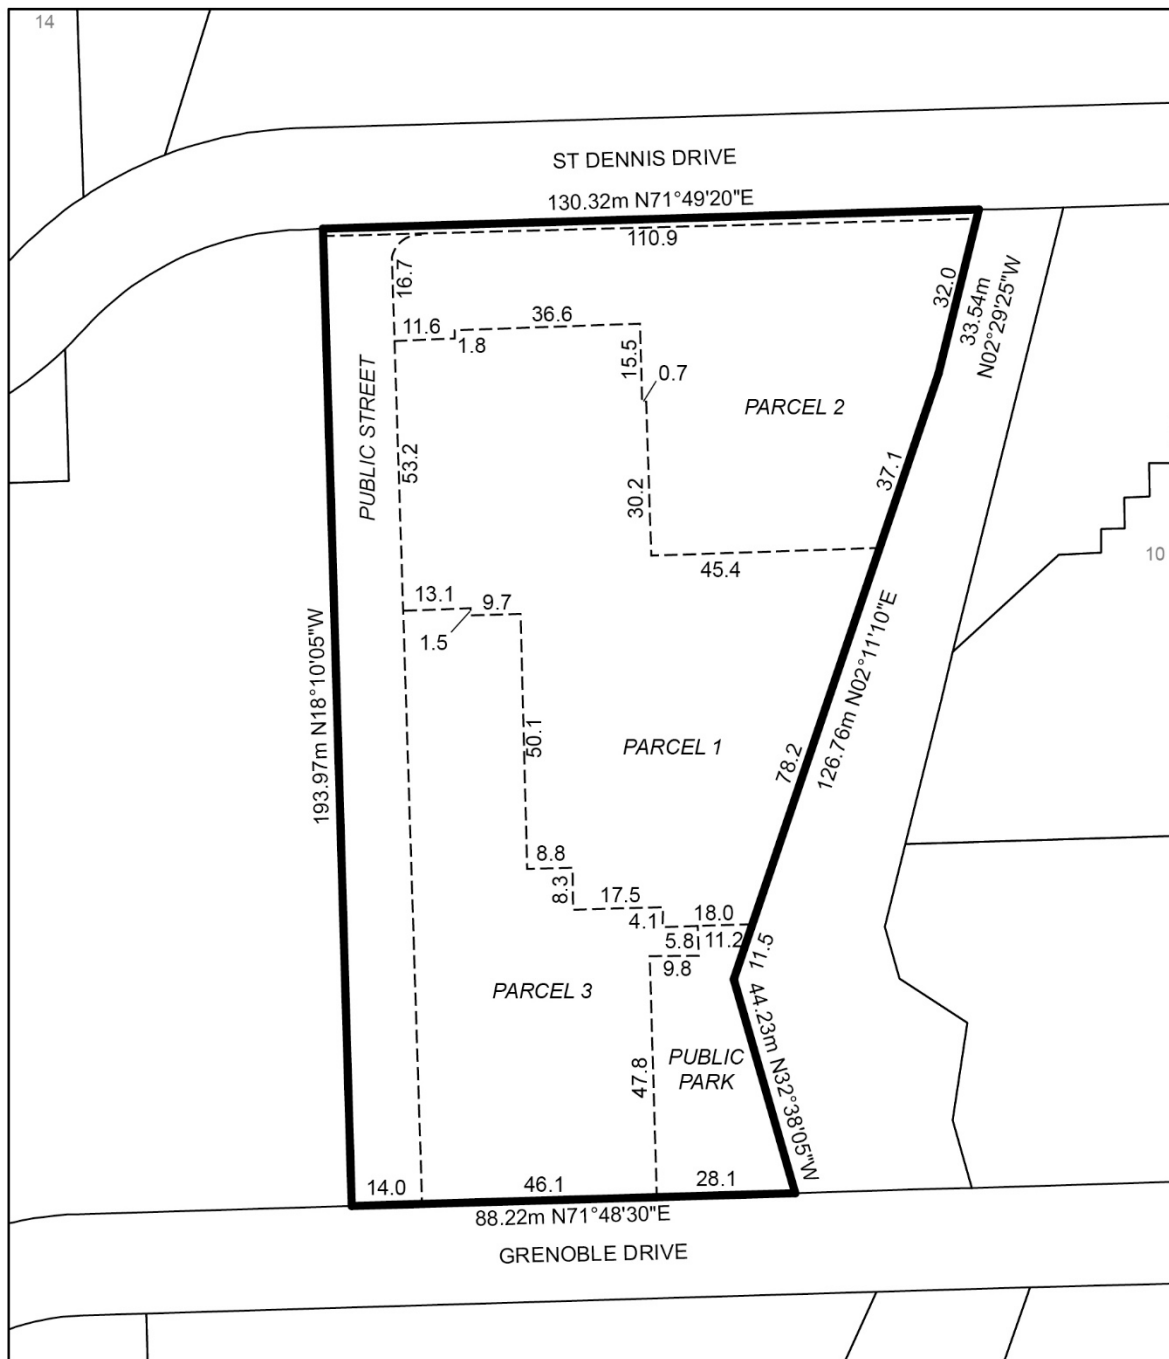 14
ST DENNIS DRIVE
130.32m N71°49'20"E
110.9
16.7
32.0
33.54m
N02°29'25"W
11.6
36.6
1.8
15.5
0.7
PUBLIC STREET
PARCEL 2
53.2
37.1
30.2
10
45.4
13.1
9.7
1.5
193.97m N18°10'05"W
50.1
PARCEL 1
78.2
126.76m N02°11'10"E
8.8
8.3
17.5
4.1
18.0
5.8
11.2
11.5
9.8
PARCEL 3
44.23m N32°38'05"W
47.8
PUBLIC
PARK
14.0
46.1
28.1
88.22m N71°48'30"E
GRENOBLE DRIVE